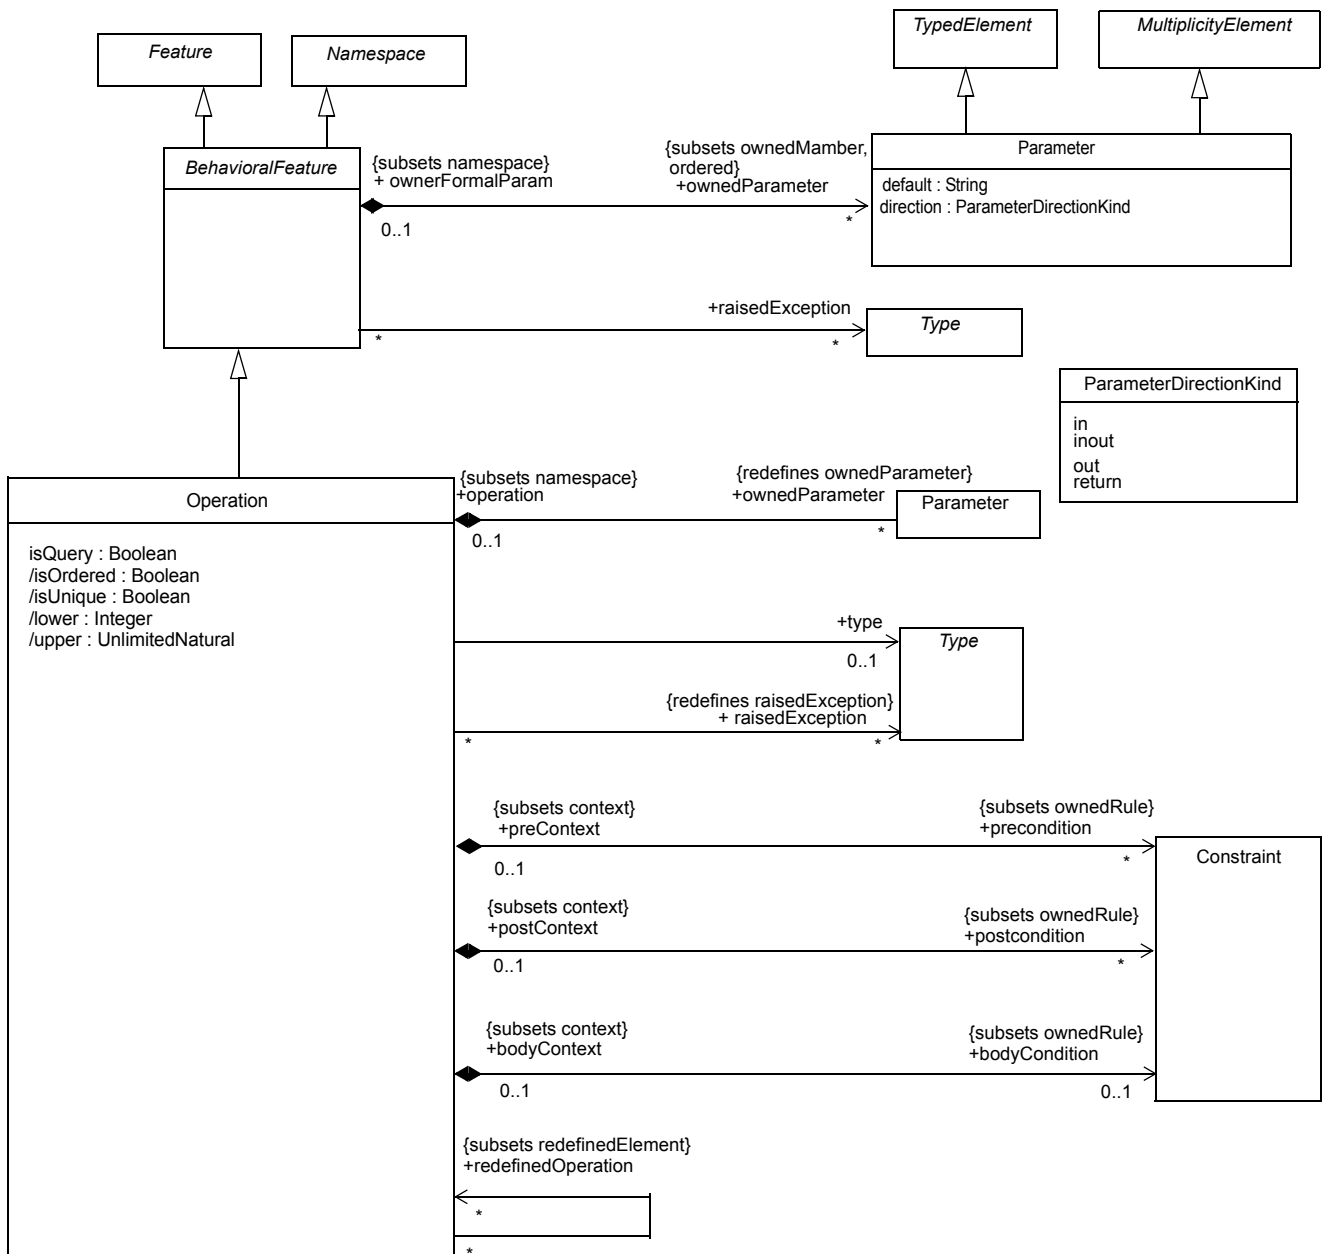 TypedElement
MultiplicityElement
Feature
Namespace
BehavioralFeature
{subsets namespace}
+ ownerFormalParam
0..1
{subsets ownedMamber,
ordered}
+ownedParameter
*
Parameter
default : String
direction : ParameterDirectionKind
+raisedException
*
*
Type
ParameterDirectionKind
in
inout
out
return
Operation
isQuery : Boolean
/isOrdered : Boolean
/isUnique : Boolean
/lower : Integer
/upper : UnlimitedNatural
{subsets namespace}
+operation
0..1
{redefines ownedParameter}
+ownedParameter
*
Parameter
+type
0..1
Type
{redefines raisedException}
+ raisedException
*
*
{subsets context}
+preContext
0..1
{subsets ownedRule}
+precondition
*
Constraint
{subsets context}
+postContext
0..1
{subsets ownedRule}
+postcondition
*
{subsets context}
+bodyContext
0..1
{subsets ownedRule}
+bodyCondition
0..1
{subsets redefinedElement}
+redefinedOperation
*
*